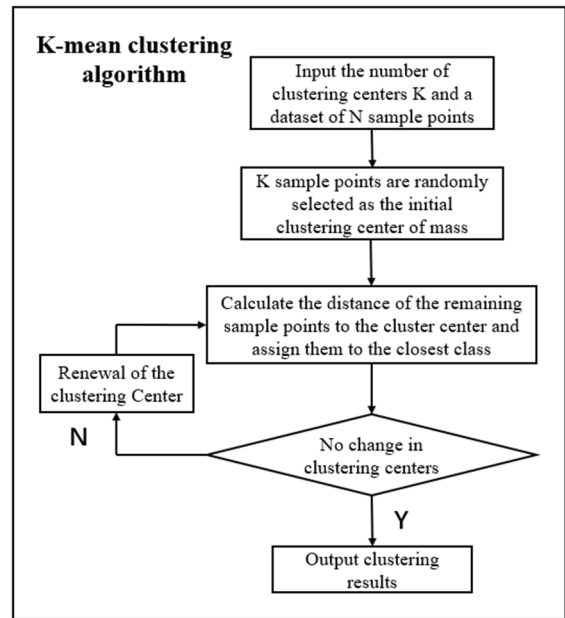 K-mean clustering
algorithm
Input the number of
clustering centers K and a
dataset of N sample points
K sample points are randomly
selected as the initial
clustering center of mass
Calculate the distance of the remaining
sample points to the cluster center and
assign them to the closest class
Renewal of the
clustering Center
N
No change in
clustering centers
Y
Output clustering
results